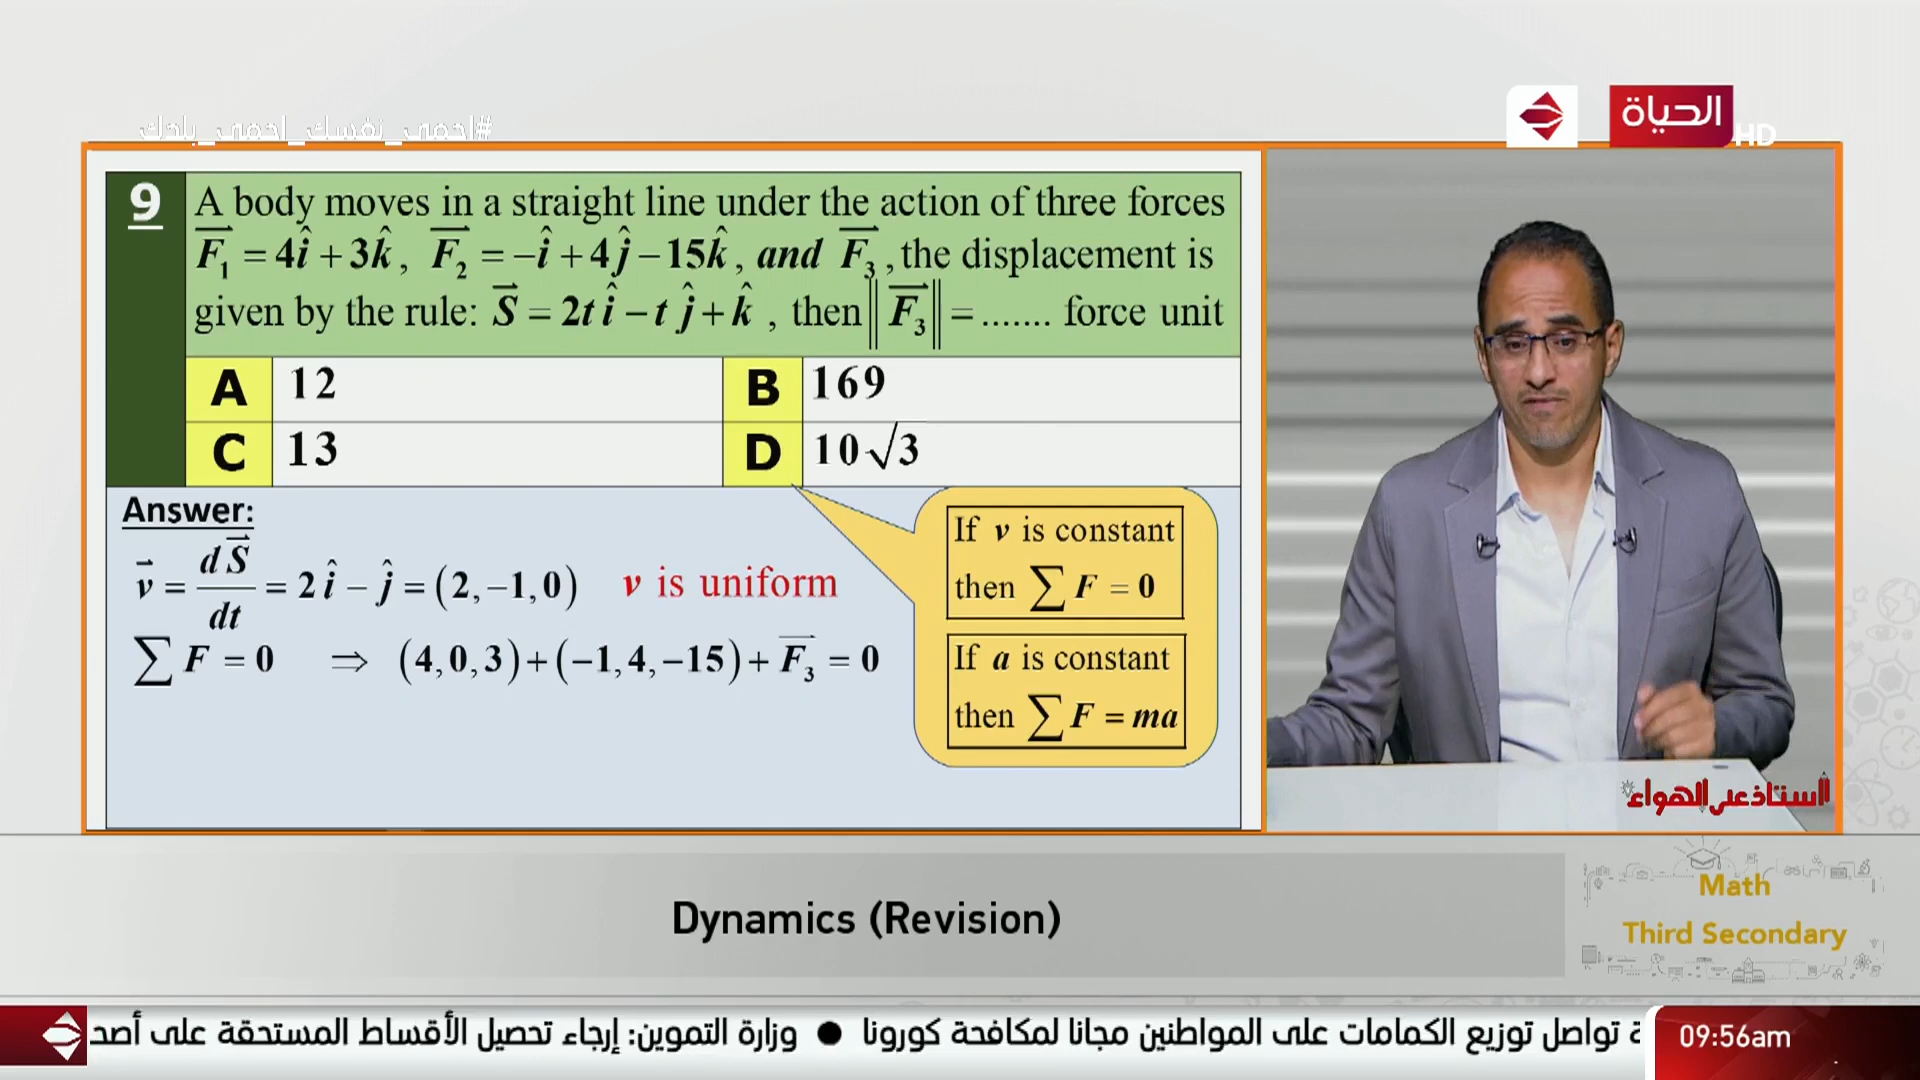 #احمي_نفسك_احمي_بلدك
الحياة
HD
9
A body moves in a straight line under the action of three forces
F₁ = 4î + 3k̂, F₂ = −î + 4ĵ − 15k̂, and F₃, the displacement is
given by the rule: S = 2t î − t ĵ + k̂, then ‖F₃‖ = ....... force unit
A 12 B 169
C 13 D 10√3
Answer:
v = dS/dt = 2î − ĵ = (2,−1,0) v is uniform
∑ F = 0 ⇒ (4,0,3)+(−1,4,−15)+ F₃ = 0
If v is constant
then ∑ F = 0
If a is constant
then ∑ F = ma
أستاذ على الهواء
Dynamics (Revision)
Math
Third Secondary
ة تواصل توزيع الكمامات على المواطنين مجانا لمكافحة كورونا ● وزارة التموين: إرجاء تحصيل الأقساط المستحقة على أصد
09:56am